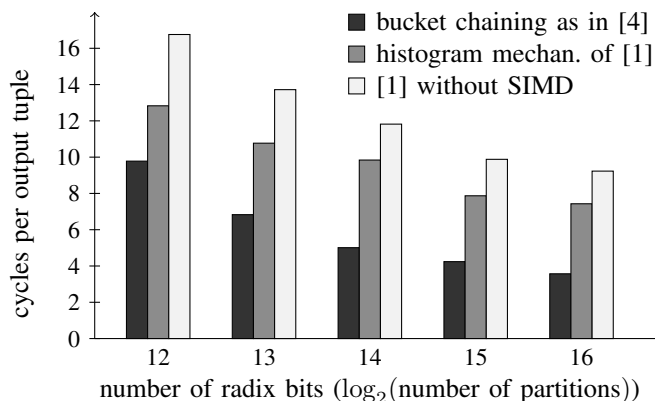 bucket chaining as in [4]
histogram mechan. of [1]
[1] without SIMD
cycles per output tuple
16
14
12
10
8
6
4
2
0
12 13 14 15 16
number of radix bits (log₂(number of partitions))